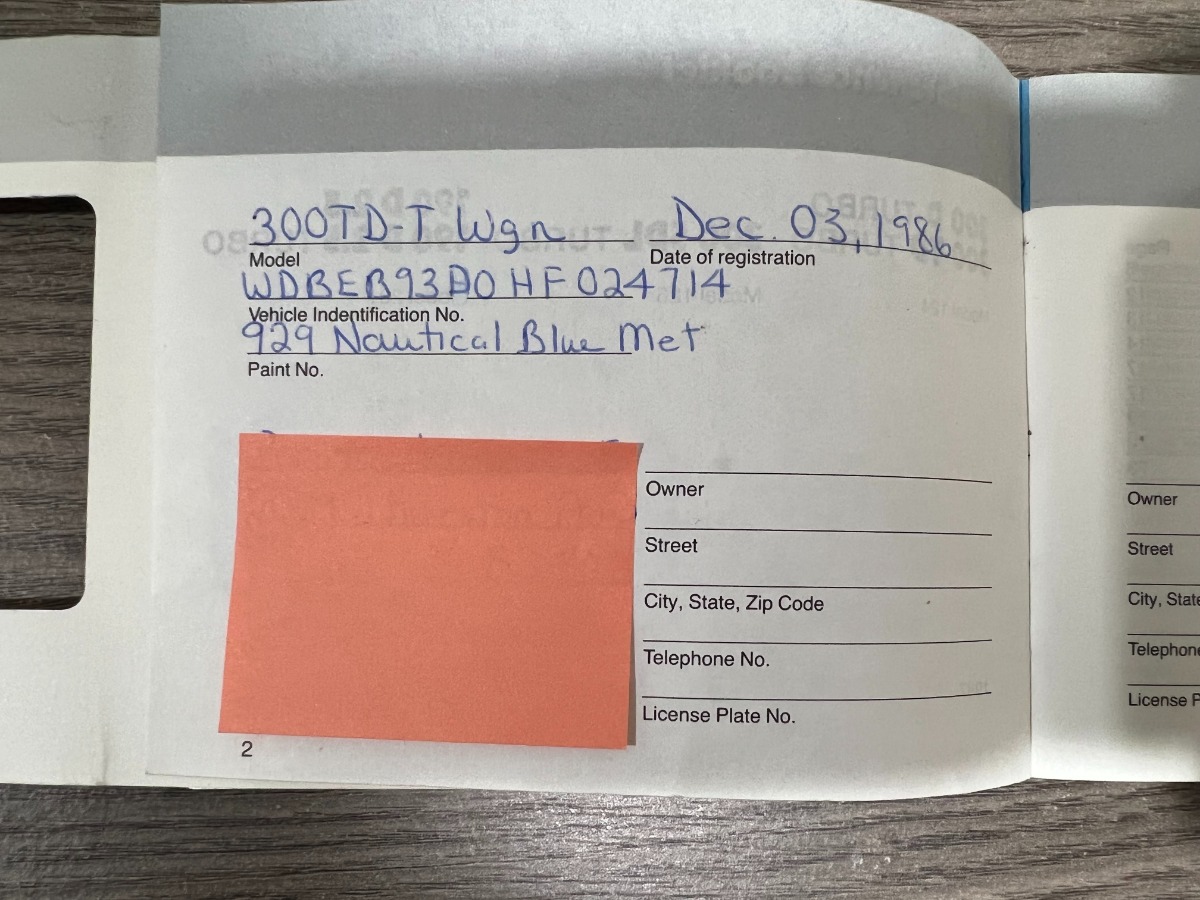 300TD-T Wgn Dec. 03, 1986
Model Date of registration
WDBEB93A0HF024714
Vehicle Indentification No.
929 Nautical Blue Met
Paint No.
Owner
Street
City, State, Zip Code
Telephone No.
License Plate No.
2
Owner
Street
City, State
Telephone
License P